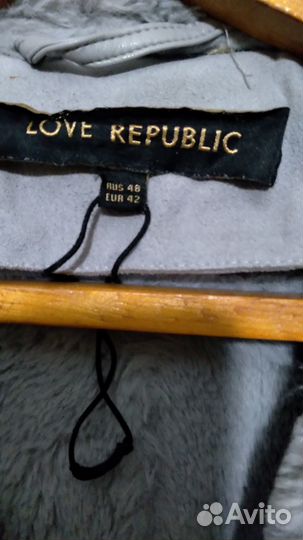 LOVE REPUBLIC
RUS 48
EUR 42
Avito